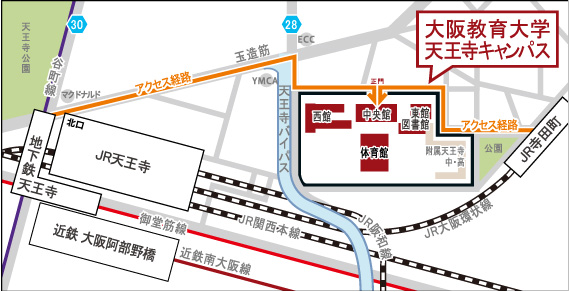 30
28
大阪教育大学
天王寺キャンパス
天王寺公園
谷町線
玉造筋
ECC
YMCA
マクドナルド
アクセス経路
正門
西館
中央館
東館
図書館
体育館
附属天王寺
中・高
アクセス経路
公園
JR寺田町
天王寺バイパス
北口
JR天王寺
地下鉄
天王寺
御堂筋線
JR関西本線
JR阪和線
JR大阪環状線
近鉄 大阪阿部野橋
近鉄南大阪線